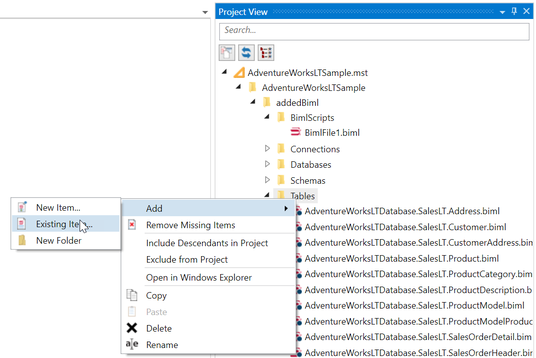 Project View
Search...
AdventureWorksLTSample.mst
AdventureWorksLTSample
addedBiml
BimlScripts
BimlFile1.biml
Connections
Databases
Schemas
Tables
New Item...
Existing Item...
New Folder
Add
Remove Missing Items
Include Descendants in Project
Exclude from Project
Open in Windows Explorer
Copy
Paste
Delete
Rename
AdventureWorksLTDatabase.SalesLT.Address.biml
AdventureWorksLTDatabase.SalesLT.Customer.biml
AdventureWorksLTDatabase.SalesLT.CustomerAddress.bim
AdventureWorksLTDatabase.SalesLT.Product.biml
AdventureWorksLTDatabase.SalesLT.ProductCategory.biml
AdventureWorksLTDatabase.SalesLT.ProductDescription.b
AdventureWorksLTDatabase.SalesLT.ProductModel.biml
AdventureWorksLTDatabase.SalesLT.ProductModelProduc
AdventureWorksLTDatabase.SalesLT.SalesOrderDetail.bim
AdventureWorksLTDatabase.SalesLT.SalesOrderHeader.bi